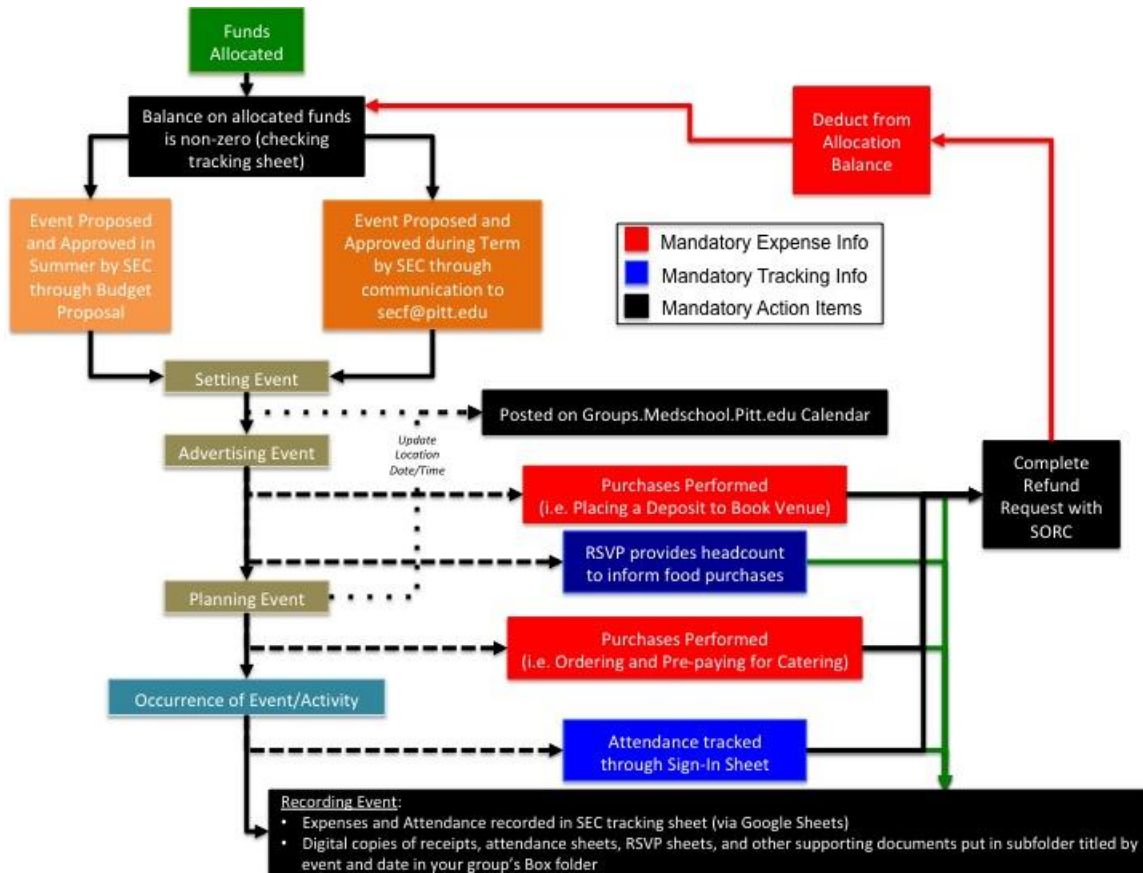 Funds
Allocated
Balance on allocated funds
is non-zero (checking
tracking sheet)
Deduct from
Allocation
Balance
Event Proposed
and Approved in
Summer by SEC
through Budget
Proposal
Event Proposed and
Approved during Term
by SEC through
communication to
secf@pitt.edu
Mandatory Expense Info
Mandatory Tracking Info
Mandatory Action Items
Setting Event
Posted on Groups.Medschool.Pitt.edu Calendar
Advertising Event
Update
Location
Date/Time)
Complete
Refund
Request with
SORC
Purchases Performed
(i.e. Placing a Deposit to Book Venue)
RSVP provides headcount
to inform food purchases
Planning Event
Purchases Performed
(i.e. Ordering and Pre-paying for Catering)
Occurrence of Event/Activity
Attendance tracked
through Sign-In Sheet
Recording Event:
• Expenses and Attendance recorded in SEC tracking sheet (via Google Sheets)
• Digital copies of receipts, attendance sheets, RSVP sheets, and other supporting documents put in subfolder titled by
event and date in your group's Box folder